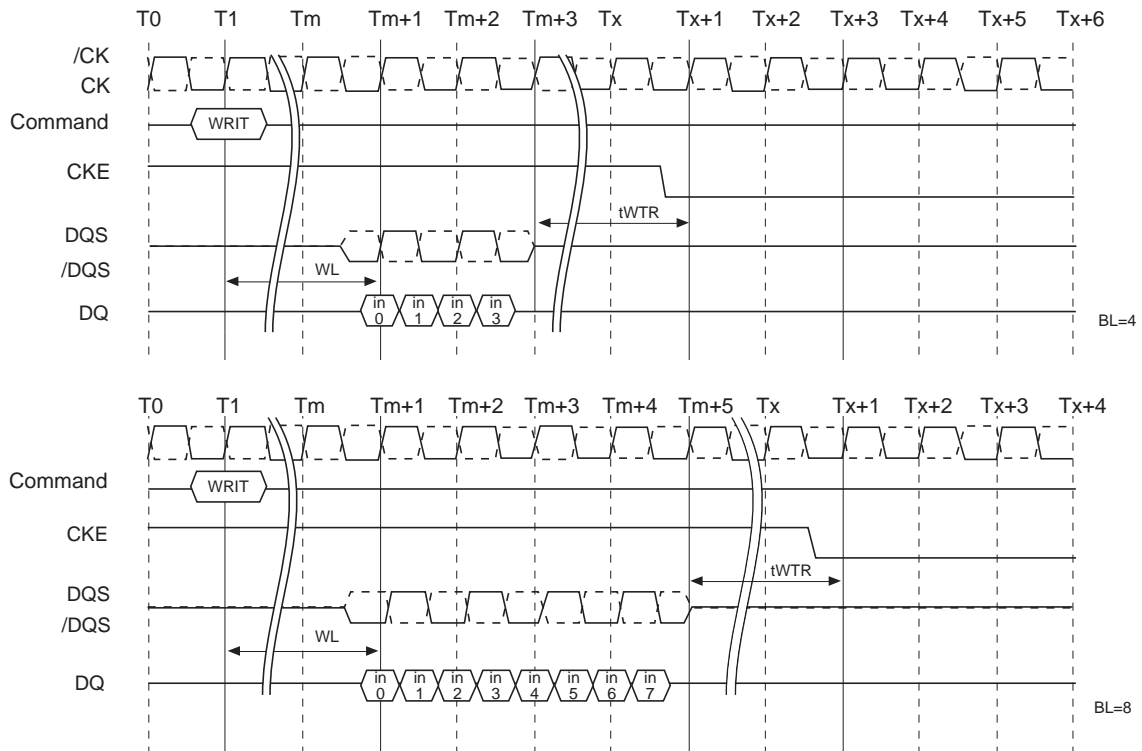 T0 T1 Tm Tm+1 Tm+2 Tm+3 Tx Tx+1 Tx+2 Tx+3 Tx+4 Tx+5 Tx+6
/CK
CK
Command WRIT
CKE
tWTR
DQS
/DQS
WL
DQ in 0 in 1 in 2 in 3
BL=4
T0 T1 Tm Tm+1 Tm+2 Tm+3 Tm+4 Tm+5 Tx Tx+1 Tx+2 Tx+3 Tx+4
Command WRIT
CKE
tWTR
DQS
/DQS
WL
DQ in 0 in 1 in 2 in 3 in 4 in 5 in 6 in 7
BL=8